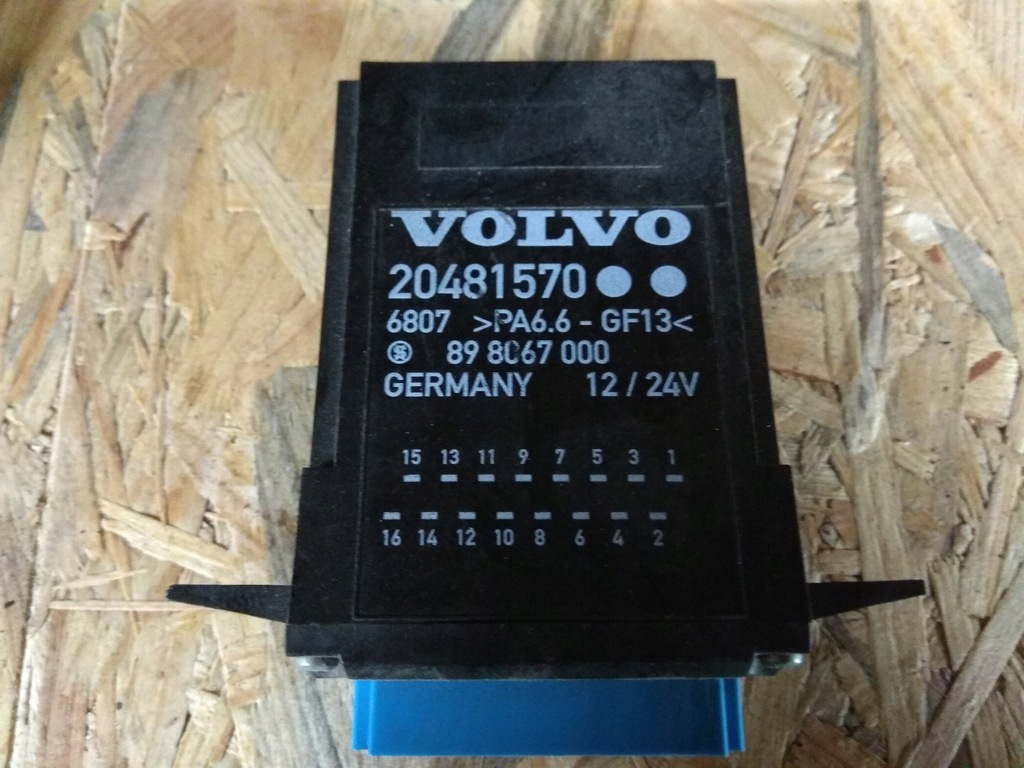 VOLVO
20481570
6807 >PA6.6 - GF13<
89 8067 000
GERMANY 12 / 24V
15 13 11 9 7 5 3 1
16 14 12 10 8 6 4 2